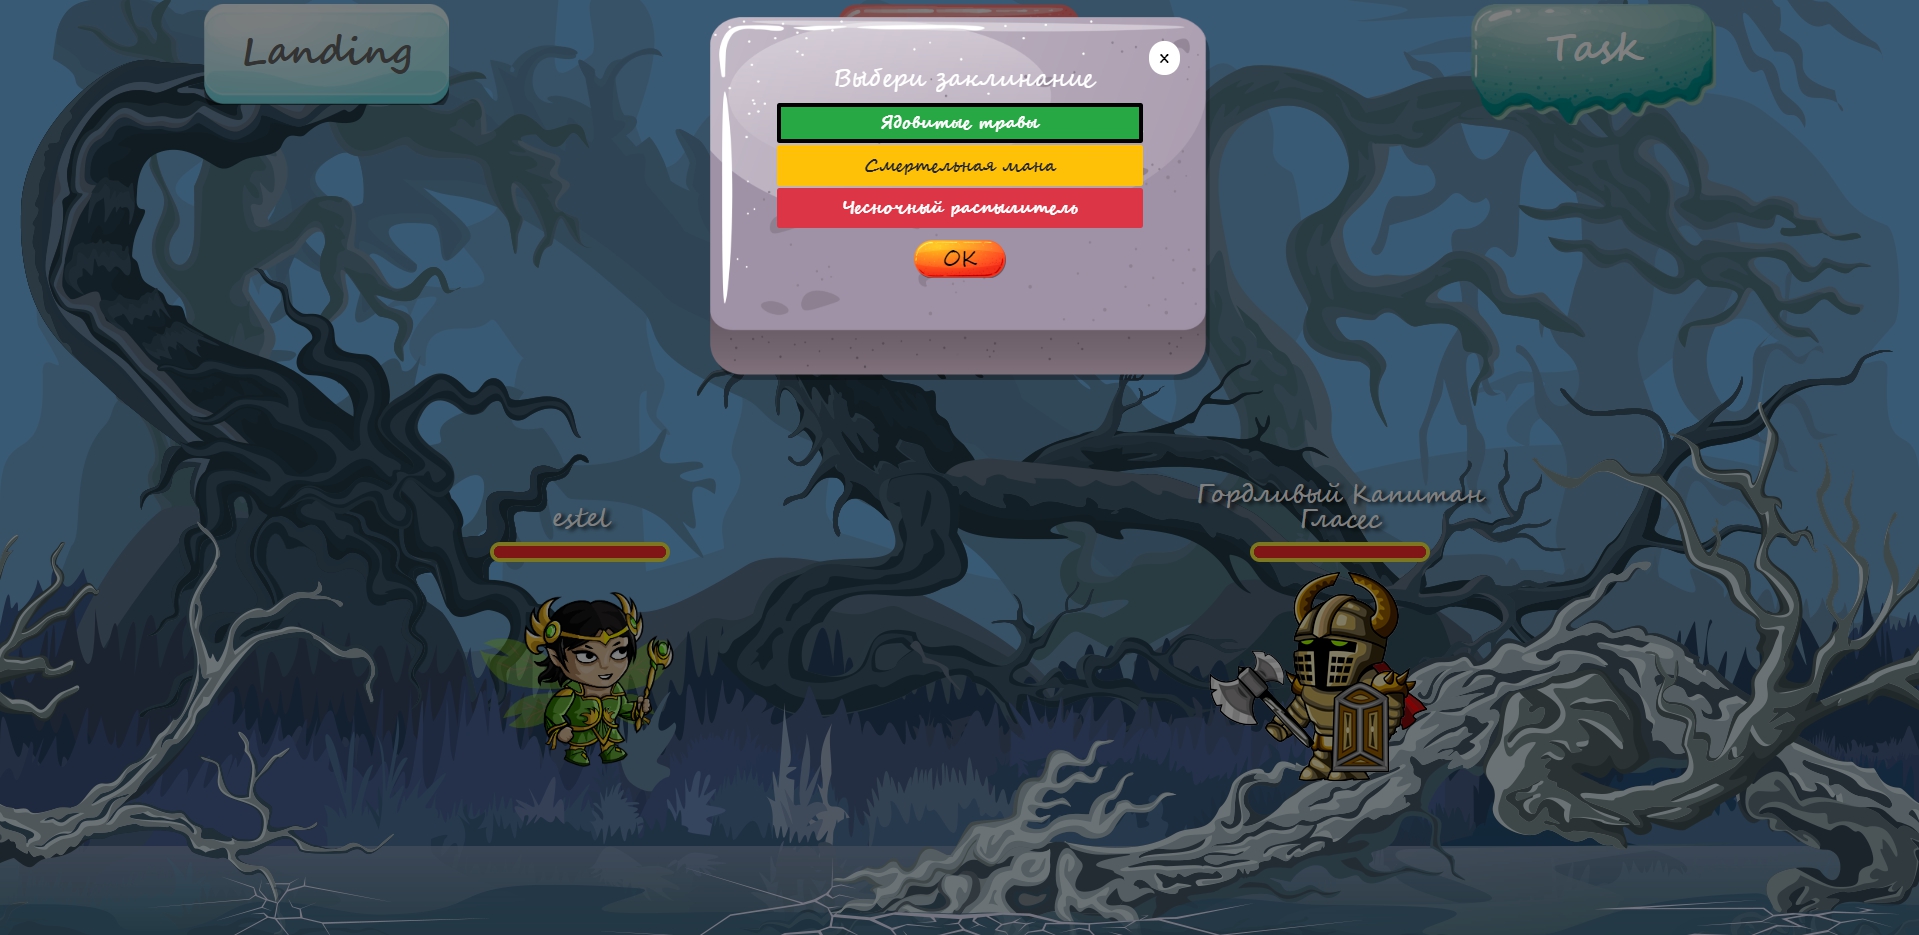 Landing
Task
Выбери заклинание
x
Ядовитые травы
Смертельная мана
Чесночный распылитель
OK
estel
Гордливый Капитан
Гласес